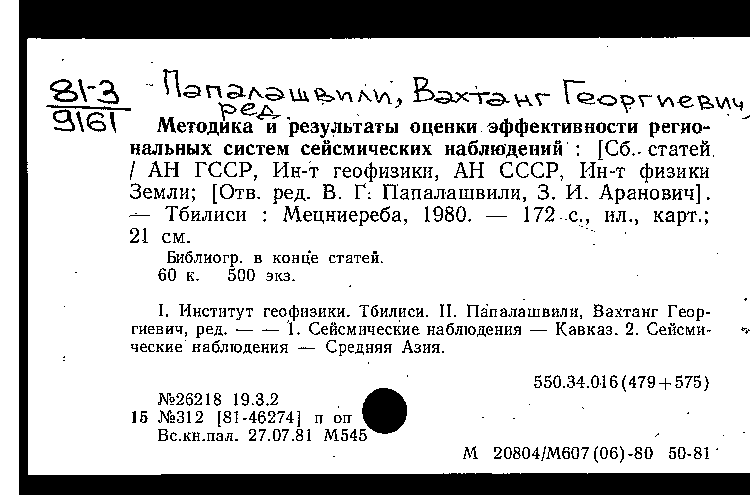 81-3
9161
Папалашвили, Вахтанг Георгиевич,
ред.
Методика и результаты оценки эффективности регио-
нальных систем сейсмических наблюдений : [Сб. статей
/ АН ГССР, Ин-т геофизики, АН СССР, Ин-т физики
Земли; [Отв. ред. В. Г. Папалашвили, З. И. Аранович].
— Тбилиси : Мецниереба, 1980. — 172 с., ил., карт.;
21 см.
Библиогр. в конце статей.
60 к. 500 экз.
I. Институт геофизики. Тбилиси. II. Папалашвили, Вахтанг Геор-
гиевич, ред. — — 1. Сейсмические наблюдения — Кавказ. 2. Сейсми-
ческие наблюдения — Средняя Азия.
550.34.016(479+575)
№26218 19.3.2
15 №312 [81-46274] п оп
Вс.кн.пал. 27.07.81 М545
М 20804/М607(06)-80 50-81